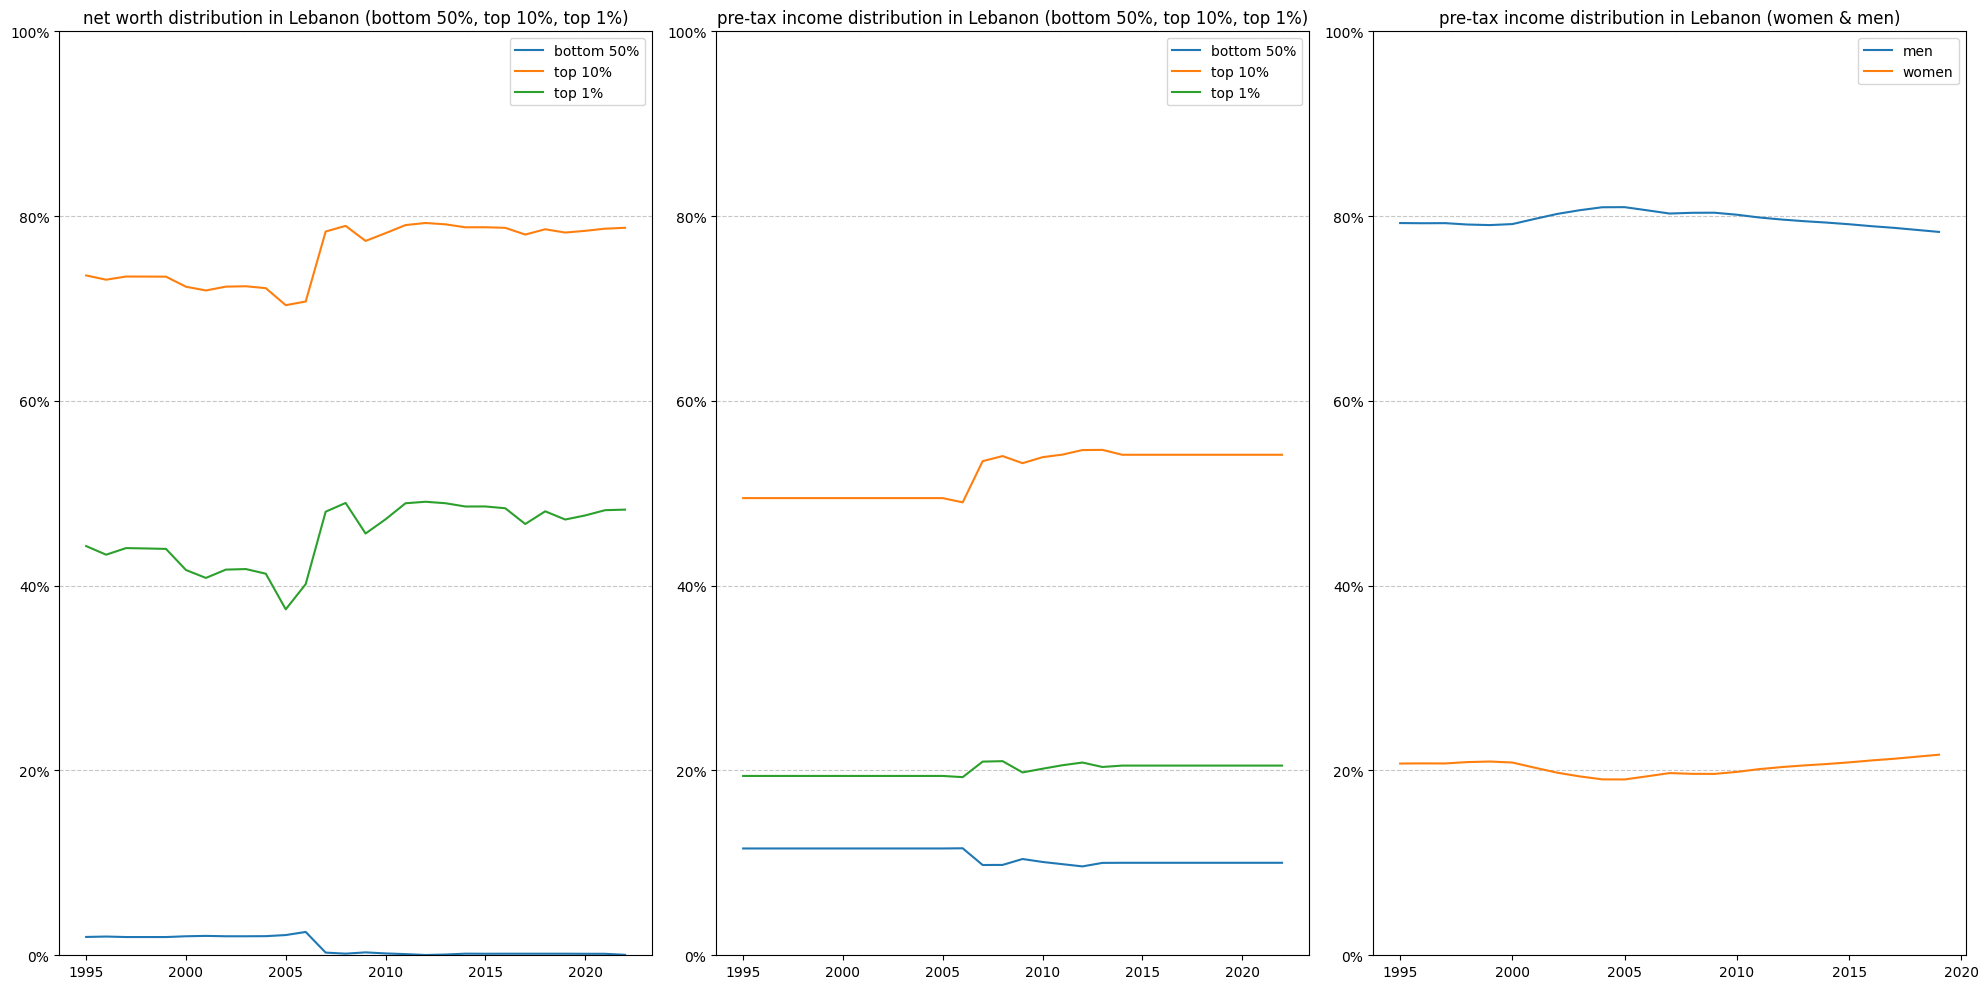 net worth distribution in Lebanon (bottom 50%, top 10%, top 1%)
100%
80%
60%
40%
20%
0%
1995 2000 2005 2010 2015 2020
bottom 50%
top 10%
top 1%
pre-tax income distribution in Lebanon (bottom 50%, top 10%, top 1%)
100%
80%
60%
40%
20%
0%
1995 2000 2005 2010 2015 2020
bottom 50%
top 10%
top 1%
pre-tax income distribution in Lebanon (women & men)
100%
80%
60%
40%
20%
0%
1995 2000 2005 2010 2015 2020
men
women